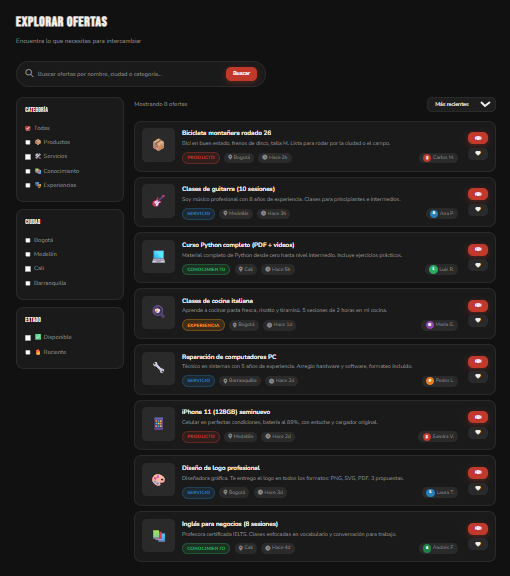 EXPLORAR OFERTAS
Encuentra lo que necesitas para intercambiar
Buscar ofertas por nombre, ciudad o categoría...
Buscar
CATEGORÍA
Todas
Productos
Servicios
Conocimiento
Experiencias
CIUDAD
Bogotá
Medellín
Cali
Barranquilla
ESTADO
Disponible
Reciente
Mostrando 8 ofertas
Más recientes
Bicicleta montañera rodado 26
Bici en buen estado, frenos de disco, talla M. Lista para rodar por la ciudad o el campo.
PRODUCTO Bogotá Hace 2h Carlos M.
Clases de guitarra (10 sesiones)
Soy músico profesional con 8 años de experiencia. Clases para principiantes e intermedios.
SERVICIO Medellín Hace 3h Ana P.
Curso Python completo (PDF + videos)
Material completo de Python desde cero hasta nivel intermedio. Incluye ejercicios prácticos.
CONOCIMIENTO Cali Hace 5h Luis R.
Clases de cocina italiana
Aprende a cocinar pasta fresca, risotto y tiramisú. 5 sesiones de 2 horas en mi cocina.
EXPERIENCIA Bogotá Hace 1d María G.
Reparación de computadores PC
Técnico en sistemas con 5 años de experiencia. Arreglo hardware y software, formateo incluido.
SERVICIO Barranquilla Hace 2d Pedro L.
iPhone 11 (128GB) seminuevo
Celular en perfectas condiciones, batería al 89%, con estuche y cargador original.
PRODUCTO Medellín Hace 2d Sandra V.
Diseño de logo profesional
Diseñadora gráfica. Te entrego el logo en todos los formatos: PNG, SVG, PDF. 3 propuestas.
SERVICIO Bogotá Hace 3d Laura T.
Inglés para negocios (8 sesiones)
Profesora certificada IELTS. Clases enfocadas en vocabulario y conversación para trabajo.
CONOCIMIENTO Cali Hace 4d Andrés F.